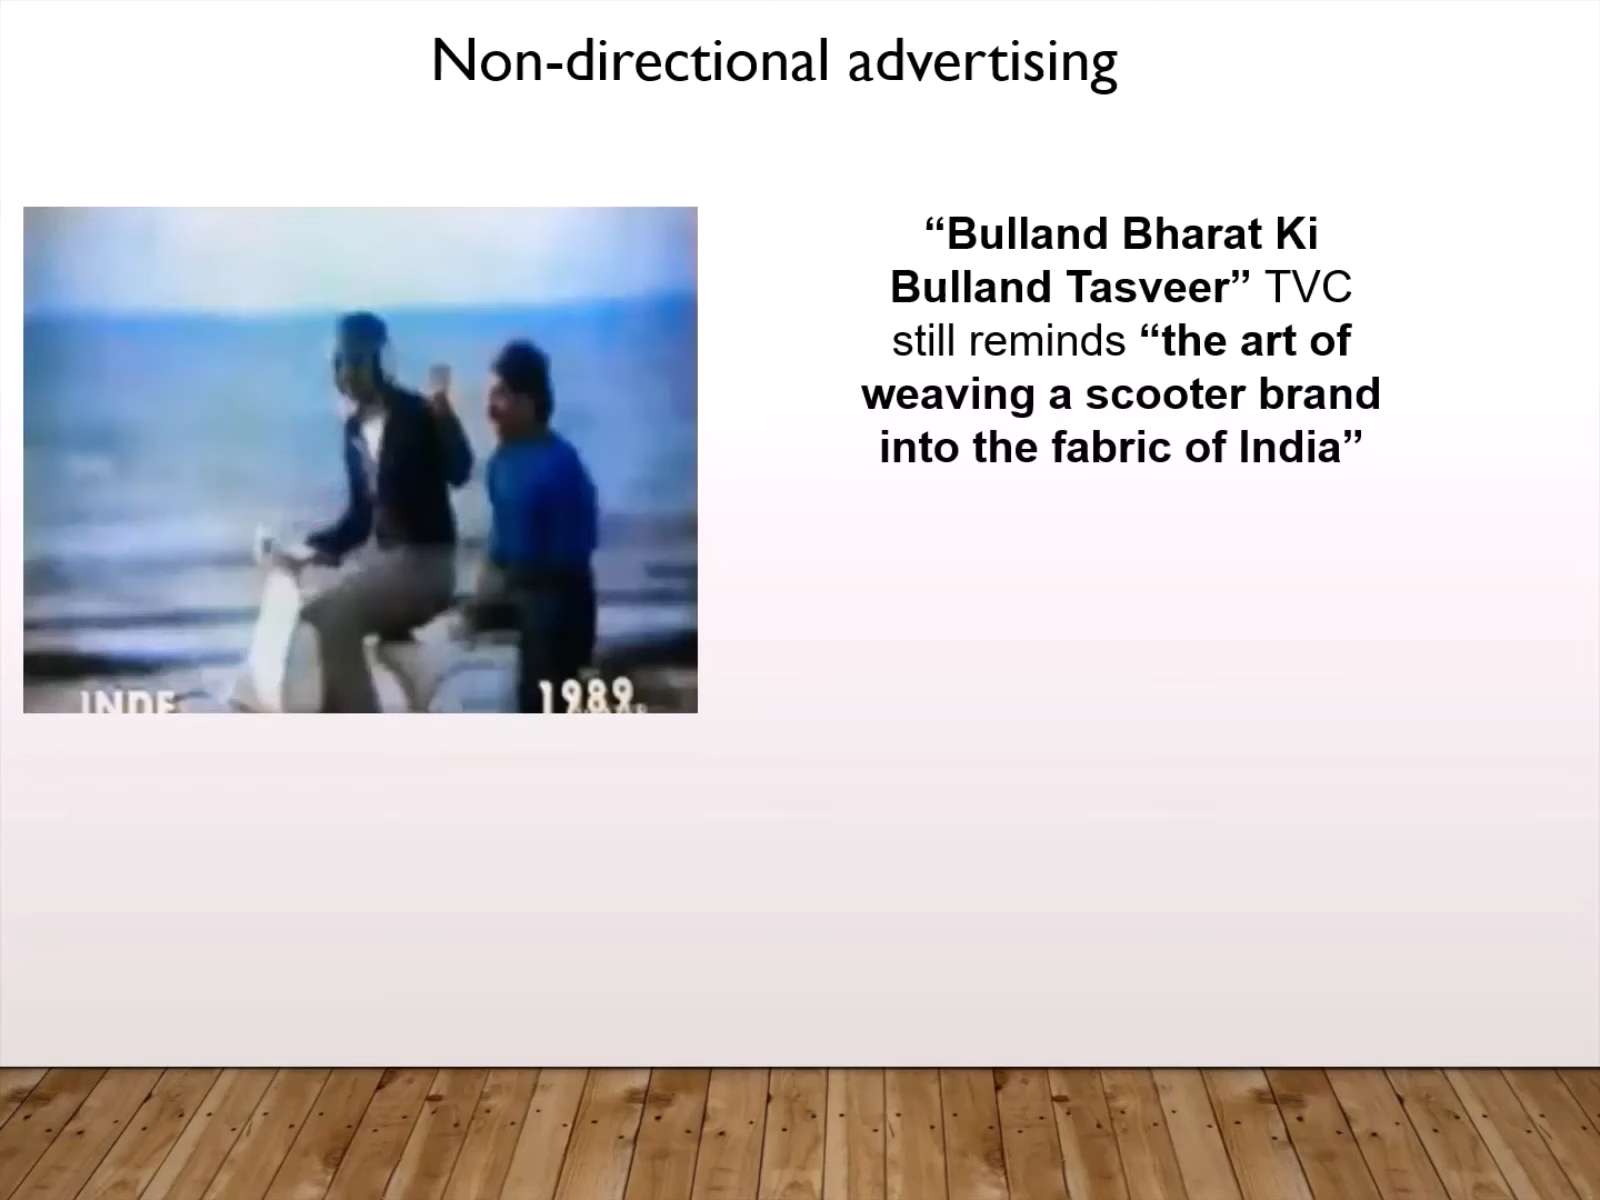 Non-directional advertising
“Bulland Bharat Ki
Bulland Tasveer” TVC
still reminds “the art of
weaving a scooter brand
into the fabric of India”
INDE 1989.